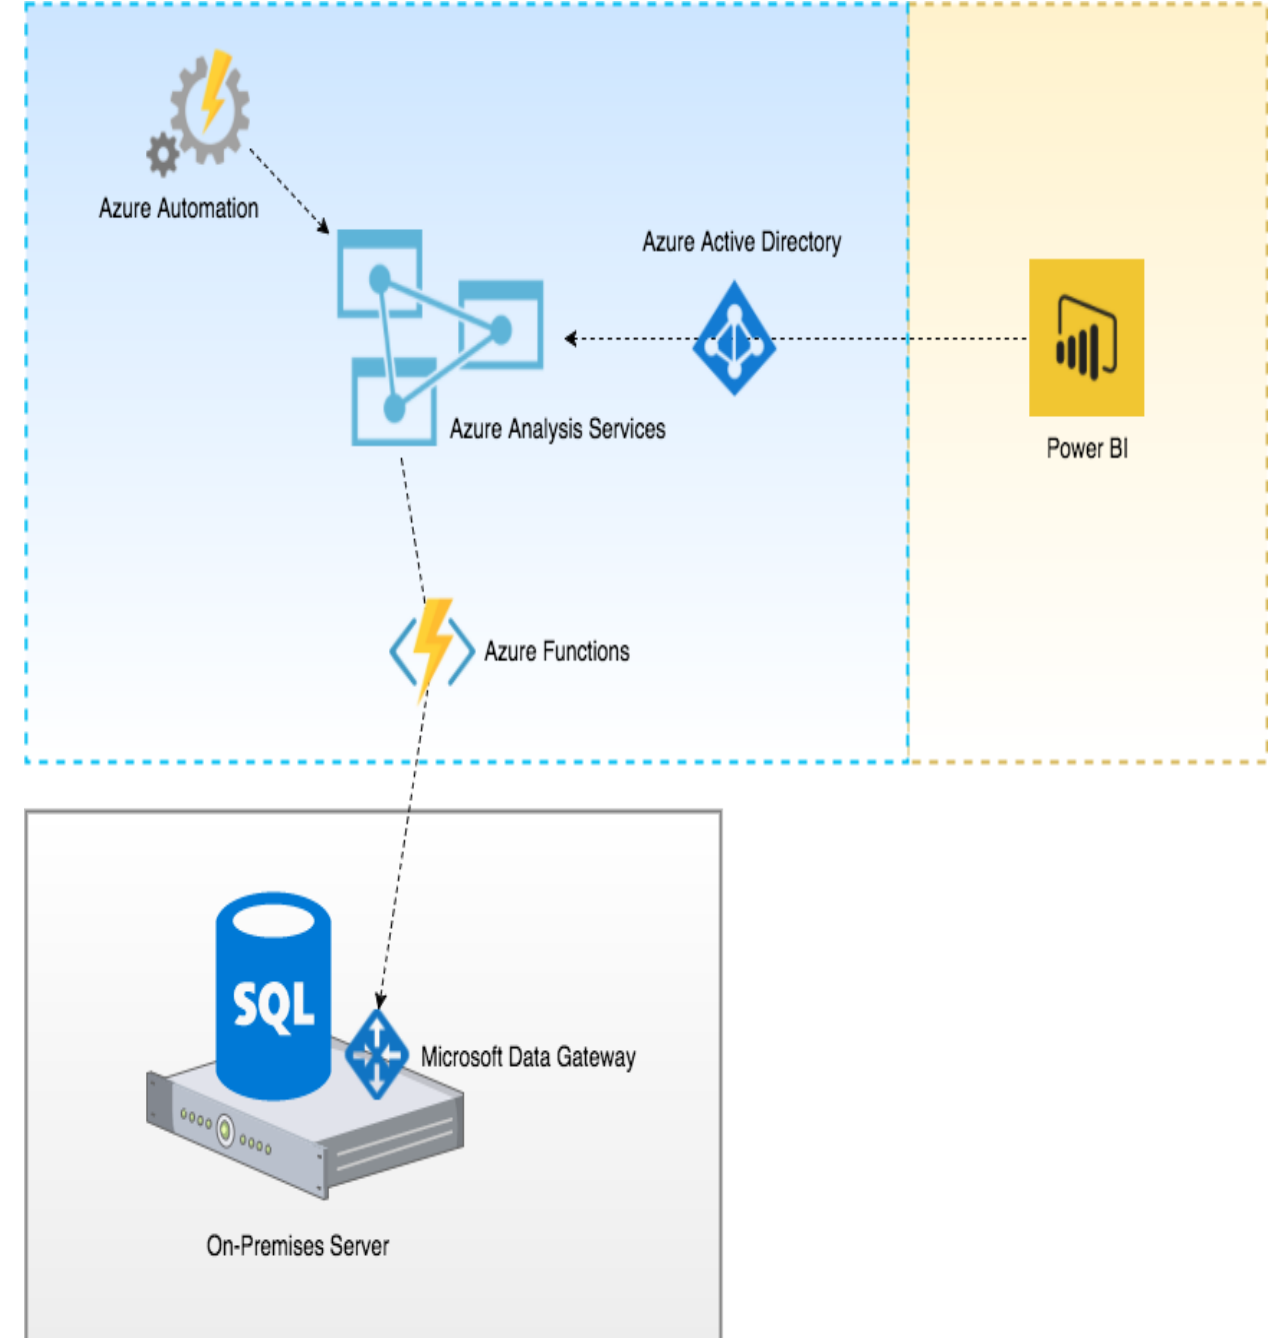 Azure Automation
Azure Active Directory
Azure Analysis Services
Power BI
Azure Functions
SQL
Microsoft Data Gateway
On-Premises Server